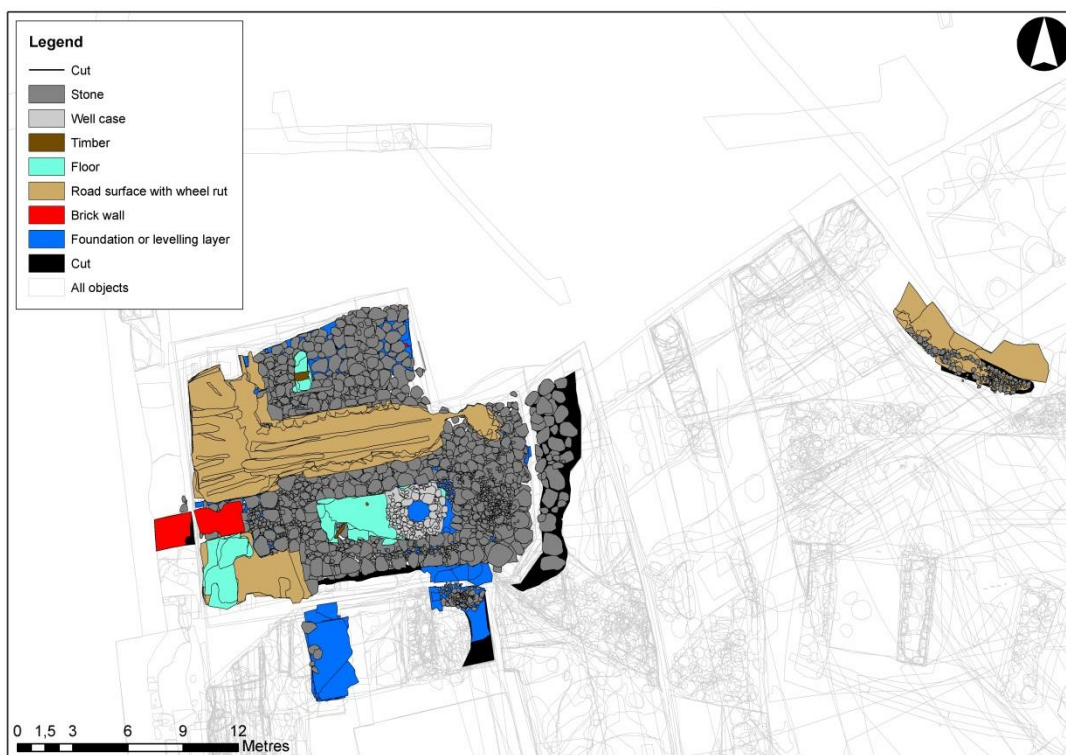 Legend
Cut
Stone
Well case
Timber
Floor
Road surface with wheel rut
Brick wall
Foundation or levelling layer
Cut
All objects
0 1,5 3 6 9 12
Metres